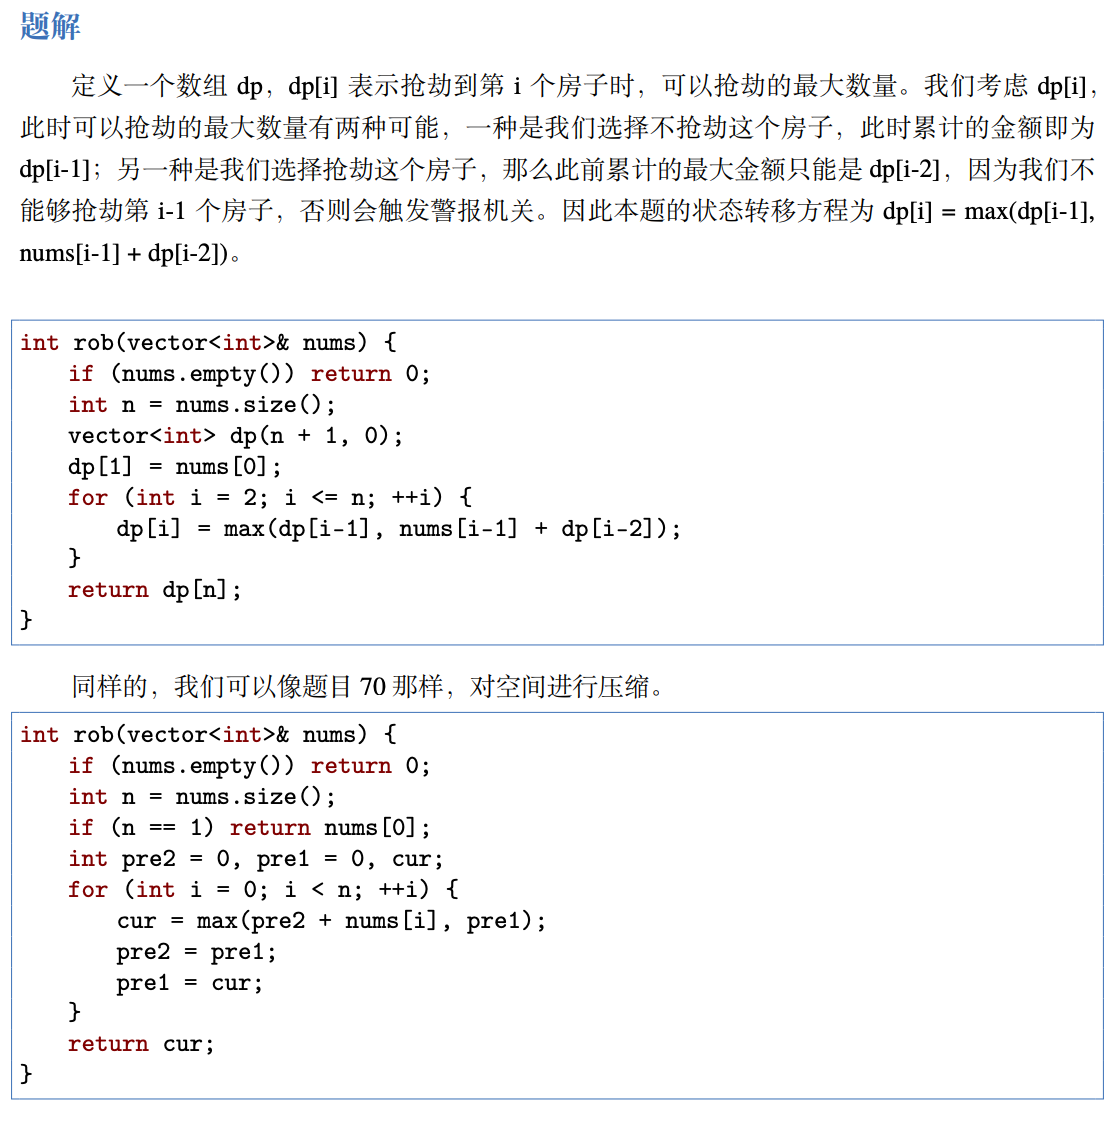 题解
定义一个数组 dp，dp[i] 表示抢劫到第 i 个房子时，可以抢劫的最大数量。我们考虑 dp[i]，
此时可以抢劫的最大数量有两种可能，一种是我们选择不抢劫这个房子，此时累计的金额即为
dp[i-1]；另一种是我们选择抢劫这个房子，那么此前累计的最大金额只能是 dp[i-2]，因为我们不
能够抢劫第 i-1 个房子，否则会触发警报机关。因此本题的状态转移方程为 dp[i] = max(dp[i-1],
nums[i-1] + dp[i-2])。
int rob(vector<int>& nums) {
    if (nums.empty()) return 0;
    int n = nums.size();
    vector<int> dp(n + 1, 0);
    dp[1] = nums[0];
    for (int i = 2; i <= n; ++i) {
        dp[i] = max(dp[i-1], nums[i-1] + dp[i-2]);
    }
    return dp[n];
}
同样的，我们可以像题目 70 那样，对空间进行压缩。
int rob(vector<int>& nums) {
    if (nums.empty()) return 0;
    int n = nums.size();
    if (n == 1) return nums[0];
    int pre2 = 0, pre1 = 0, cur;
    for (int i = 0; i < n; ++i) {
        cur = max(pre2 + nums[i], pre1);
        pre2 = pre1;
        pre1 = cur;
    }
    return cur;
}